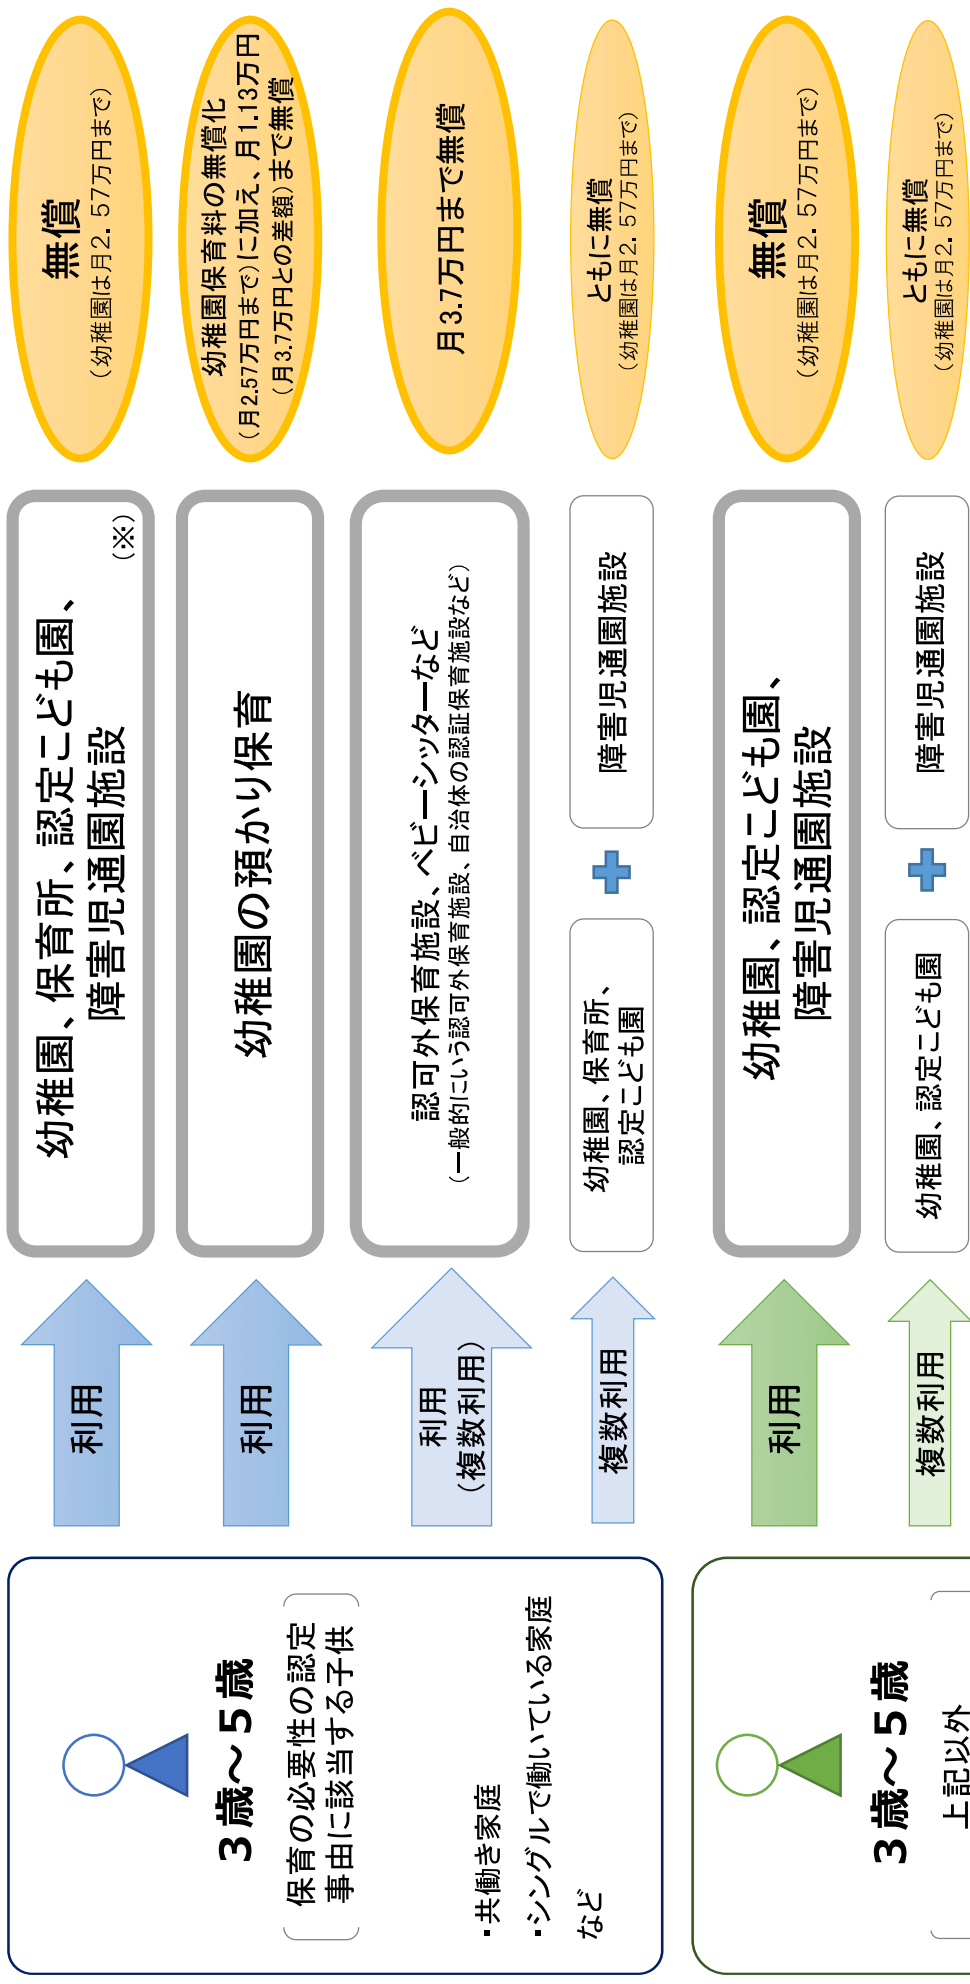 ３歳～５歳
保育の必要性の認定
事由に該当する子供
・共働き家庭
・シングルで働いている家庭
など
利用
幼稚園、保育所、認定こども園、
障害児通園施設
（※）
無償
（幼稚園は月２．５７万円まで）
利用
幼稚園の預かり保育
幼稚園保育料の無償化
（月2.57万円まで）に加え、月1.13万円
（月3.7万円との差額）まで無償
利用
（複数利用）
認可外保育施設、ベビーシッターなど
（一般的にいう認可外保育施設、自治体の認証保育施設など）
月3.7万円まで無償
複数利用
幼稚園、保育所、
認定こども園
障害児通園施設
ともに無償
（幼稚園は月２．５７万円まで）
３歳～５歳
上記以外
利用
幼稚園、認定こども園、
障害児通園施設
無償
（幼稚園は月２．５７万円まで）
複数利用
幼稚園、認定こども園
障害児通園施設
ともに無償
（幼稚園は月２．５７万円まで）